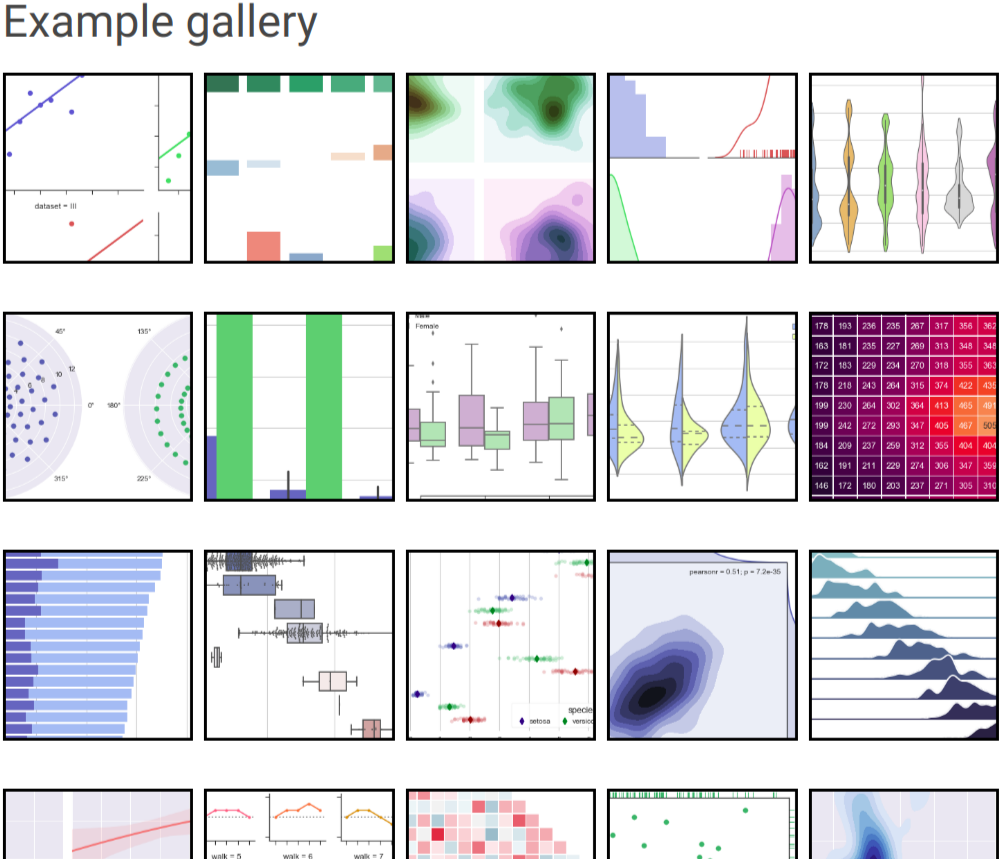 Example gallery
dataset = III
45°
135°
10
12
0°
180°
315°
225°
Female
178 193 236 235 267 317 356 362
163 181 235 227 269 313 348 348
172 183 229 234 270 318 355 363
178 218 243 264 315 374 422 435
199 230 264 302 364 413 465 491
199 242 272 293 347 405 467 505
184 209 237 259 312 355 404 404
162 191 211 229 274 306 347 359
146 172 180 203 237 271 305 310
pearsonr = 0.51; p = 7.2e-35
species
setosa versico
walk = 5
walk = 6
walk = 7